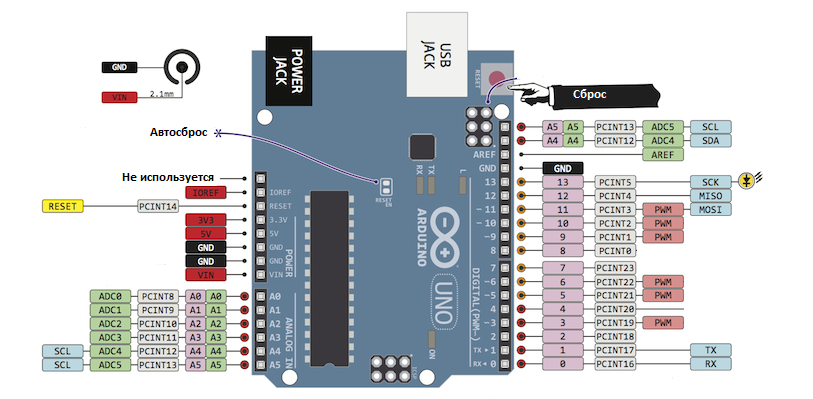 GND
VIN
2.1mm
POWER
JACK
USB
JACK
RESET
Сброс
Автосброс
Не используется
IOREF
RESET PCINT14
3V3
5V
GND
GND
VIN
ADC0 PCINT8 A0 A0
ADC1 PCINT9 A1 A1
ADC2 PCINT10 A2 A2
ADC3 PCINT11 A3 A3
SCL ADC4 PCINT12 A4 A4
SCL ADC5 PCINT13 A5 A5
IOREF
RESET
3.3V
5V
GND
GND
VIN
POWER
A0
A1
A2
A3
A4
A5
ANALOG IN
RESET
EN
RX
TX
L
ARDUINO
UNO
ON
ICSP
AREF
GND
13
12
~11
~10
~9
8
7
~6
~5
4
~3
2
TX ▸ 1
RX ◂ 0
DIGITAL(PWM~)
A5 A5 PCINT13 ADC5 SCL
A4 A4 PCINT12 ADC4 SDA
AREF
GND
13 PCINT5 SCK
12 PCINT4 MISO
11 PCINT3 PWM MOSI
10 PCINT2 PWM
9 PCINT1 PWM
8 PCINT0
7 PCINT23
6 PCINT22 PWM
5 PCINT21 PWM
4 PCINT20
3 PCINT19 PWM
2 PCINT18
1 PCINT17 TX
0 PCINT16 RX